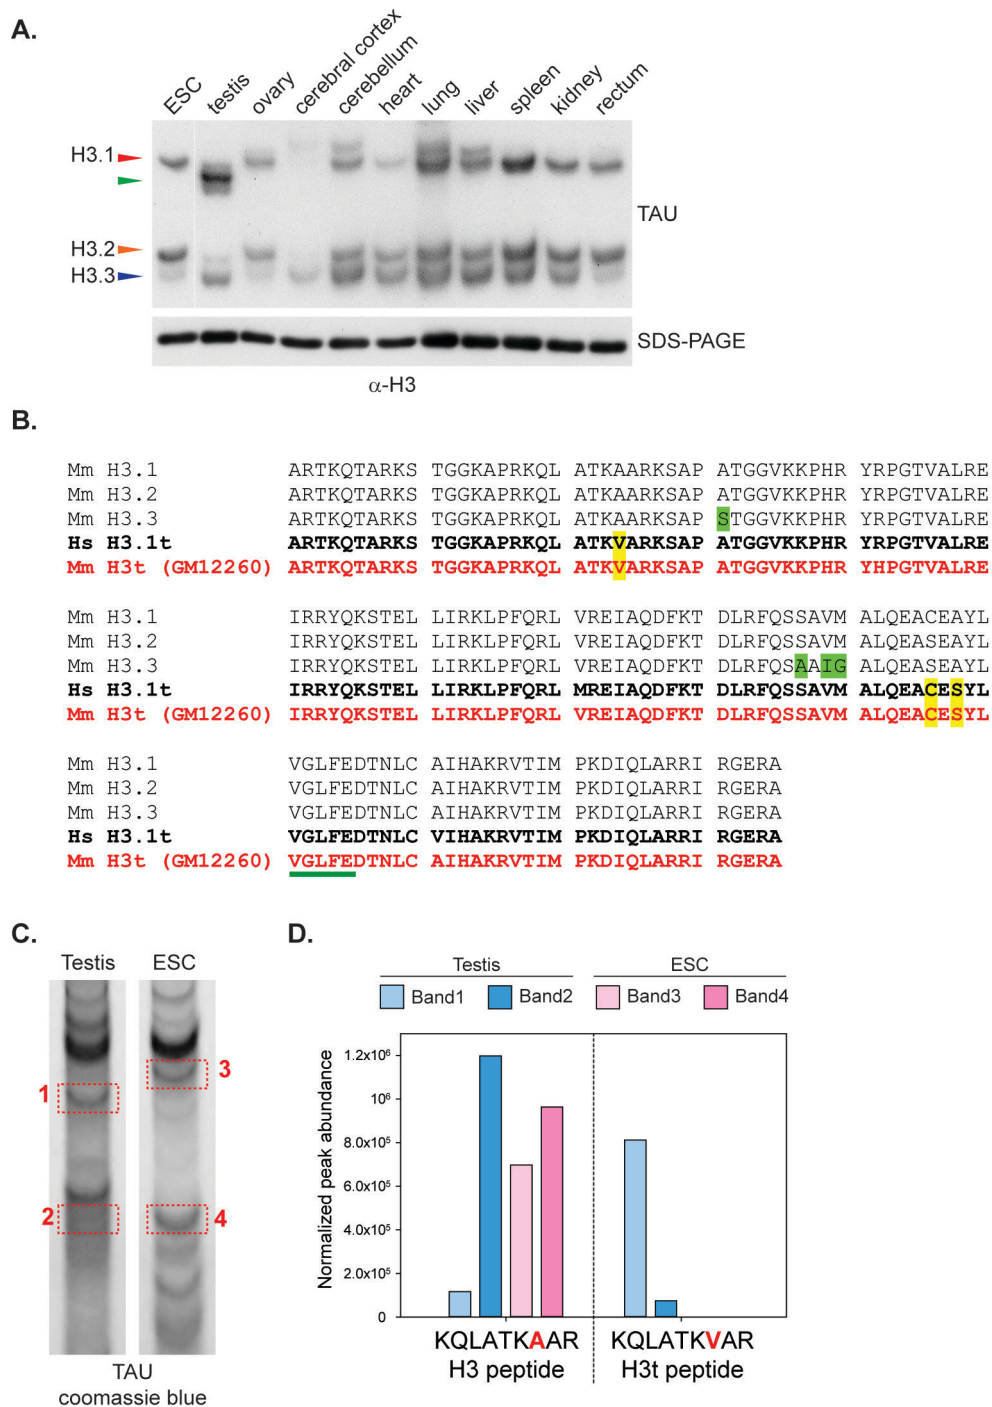 A.
ESC testis ovary cerebral cortex cerebellum heart lung liver spleen kidney rectum
H3.1
H3.2
H3.3
TAU
SDS-PAGE
α-H3
B.
Mm H3.1 ARTKQTARKS TGGKAPRKQL ATKAARKSAP ATGGVKKPHR YRPGTVALRE
Mm H3.2 ARTKQTARKS TGGKAPRKQL ATKAARKSAP ATGGVKKPHR YRPGTVALRE
Mm H3.3 ARTKQTARKS TGGKAPRKQL ATKAARKSAP STGGVKKPHR YRPGTVALRE
Hs H3.1t ARTKQTARKS TGGKAPRKQL ATKVARKSAP ATGGVKKPHR YRPGTVALRE
Mm H3t (GM12260) ARTKQTARKS TGGKAPRKQL ATKVARKSAP ATGGVKKPHR YHPGTVALRE
Mm H3.1 IRRYQKSTEL LIRKLPFQRL VREIAQDFKT DLRFQSSAVM ALQEACEAYL
Mm H3.2 IRRYQKSTEL LIRKLPFQRL VREIAQDFKT DLRFQSSAVM ALQEASEAYL
Mm H3.3 IRRYQKSTEL LIRKLPFQRL VREIAQDFKT DLRFQSAAIG ALQEASEAYL
Hs H3.1t IRRYQKSTEL LIRKLPFQRL MREIAQDFKT DLRFQSSAVM ALQEACESYL
Mm H3t (GM12260) IRRYQKSTEL LIRKLPFQRL VREIAQDFKT DLRFQSSAVM ALQEACESYL
Mm H3.1 VGLFEDTNLC AIHAKRVTIM PKDIQLARRI RGERA
Mm H3.2 VGLFEDTNLC AIHAKRVTIM PKDIQLARRI RGERA
Mm H3.3 VGLFEDTNLC AIHAKRVTIM PKDIQLARRI RGERA
Hs H3.1t VGLFEDTNLC VIHAKRVTIM PKDIQLARRI RGERA
Mm H3t (GM12260) VGLFEDTNLC AIHAKRVTIM PKDIQLARRI RGERA
C.
Testis ESC
1
2
3
4
TAU
coomassie blue
D.
Testis ESC
Band1 Band2 Band3 Band4
Normalized peak abundance
1.2x10⁶
10⁶
8.0x10⁵
6.0x10⁵
4.0x10⁵
2.0x10⁵
0
KQLATKAAR KQLATKVAR
H3 peptide H3t peptide